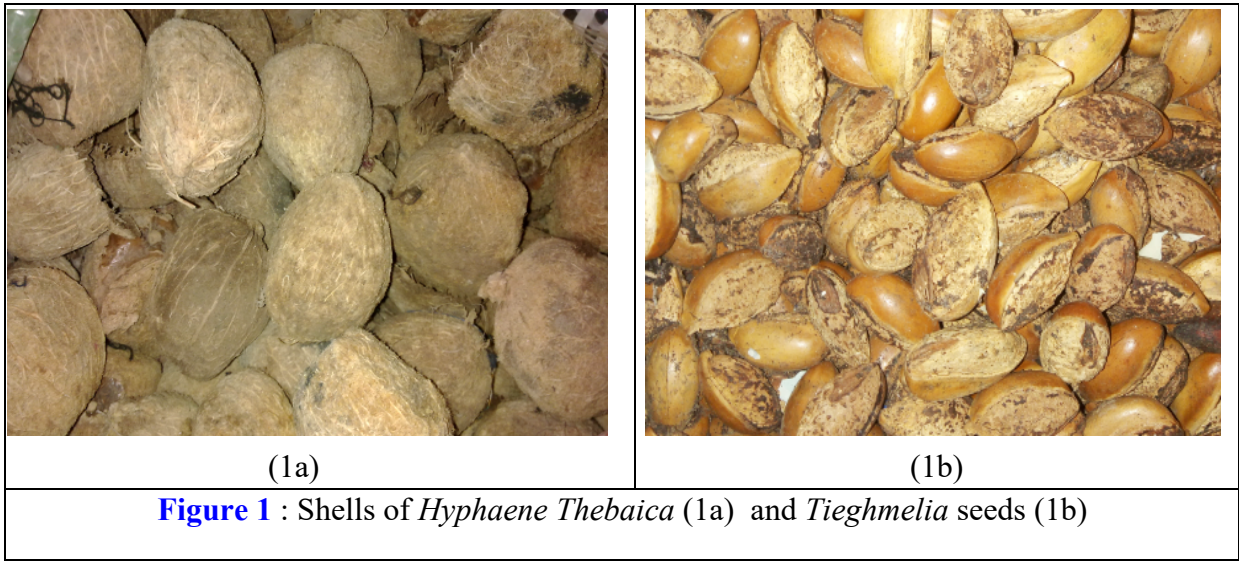 (1a)
(1b)
Figure 1 : Shells of Hyphaene Thebaica (1a) and Tieghmelia seeds (1b)